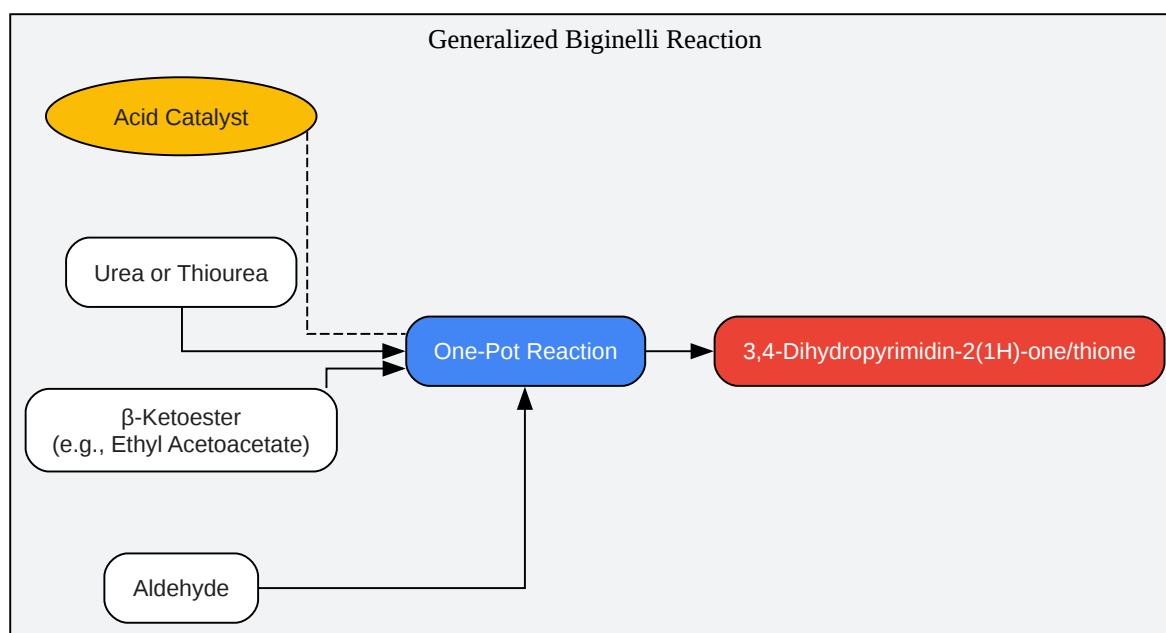 Generalized Biginelli Reaction
Acid Catalyst
Urea or Thiourea
One-Pot Reaction
3,4-Dihydropyrimidin-2(1H)-one/thione
β-Ketoester
(e.g., Ethyl Acetoacetate)
Aldehyde